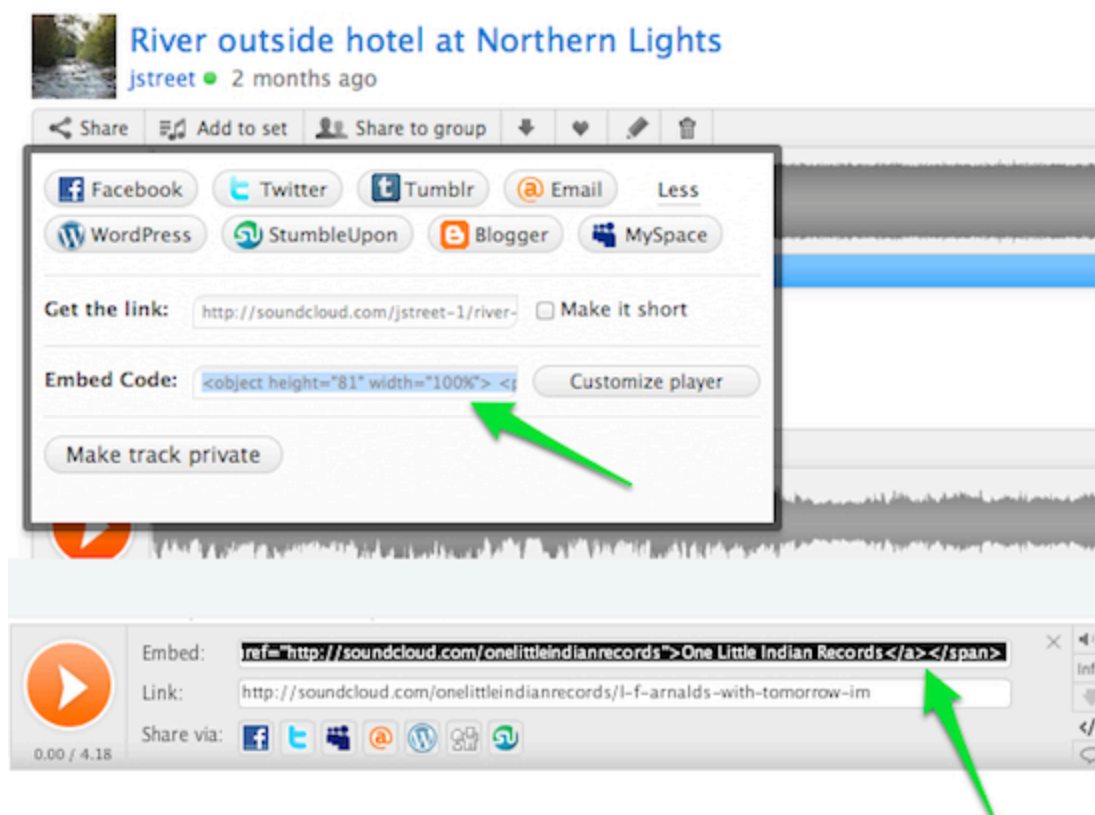 River outside hotel at Northern Lights
jstreet 2 months ago
Share Add to set Share to group
Facebook Twitter Tumblr Email Less
WordPress StumbleUpon Blogger MySpace
Get the link: http://soundcloud.com/jstreet-1/river- Make it short
Embed Code: <object height="81" width="100%"> <p Customize player
Make track private
Embed: ref="http://soundcloud.com/onelittleindianrecords">One Little Indian Records</a></span>
Link: http://soundcloud.com/onelittleindianrecords/l-f-arnalds-with-tomorrow-im
Share via:
0.00 / 4.18
Inf
</